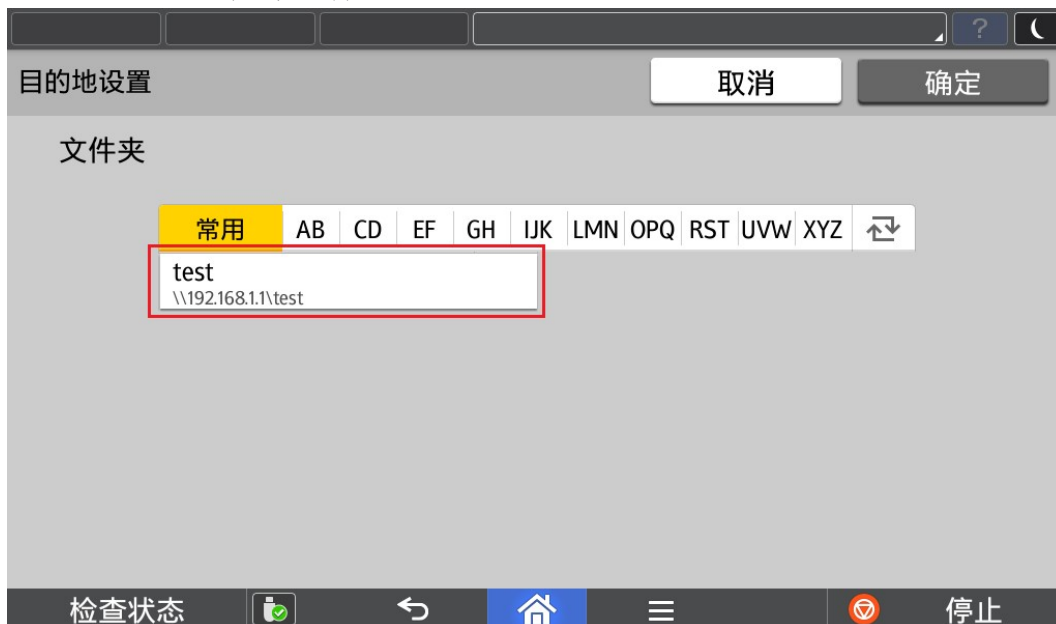 ?
目的地设置 取消 确定
文件夹
常用 AB CD EF GH IJK LMN OPQ RST UVW XYZ
test
\\192.168.1.1\test
检查状态 停止